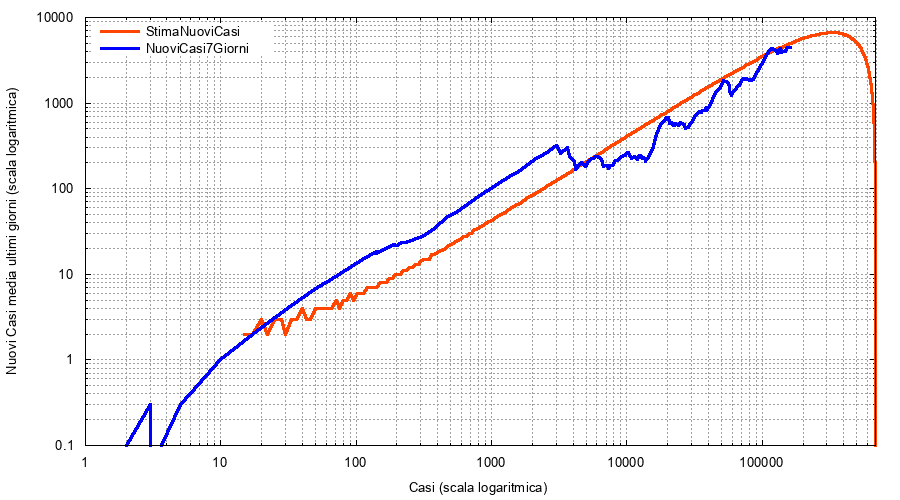 10000
1000
100
10
1
0.1
StimaNuoviCasi
NuoviCasi7Giorni
Nuovi Casi media ultimi giorni (scala logaritmica)
1 10 100 1000 10000 100000
Casi (scala logaritmica)